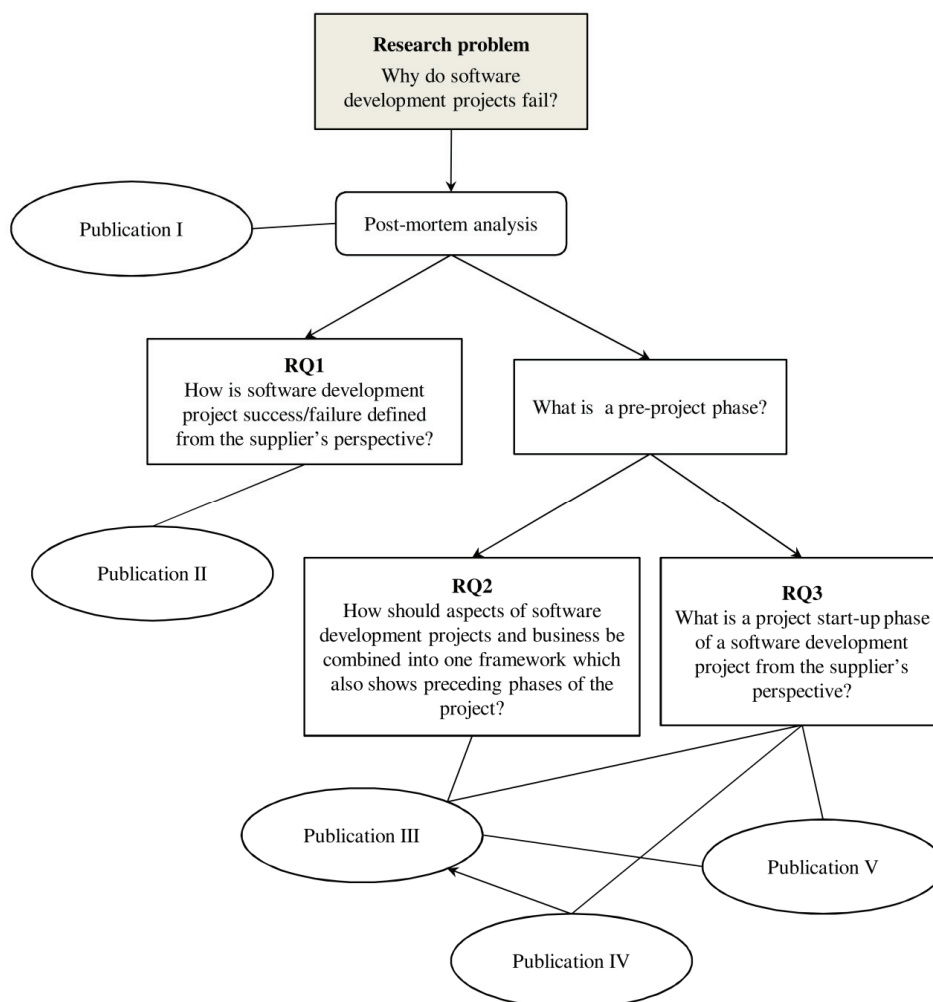 Research problem
Why do software
development projects fail?
Publication I
Post-mortem analysis
RQ1
How is software development
project success/failure defined
from the supplier's perspective?
What is a pre-project phase?
Publication II
RQ2
How should aspects of software
development projects and business be
combined into one framework which
also shows preceding phases of the
project?
RQ3
What is a project start-up phase
of a software development
project from the supplier's
perspective?
Publication III
Publication V
Publication IV